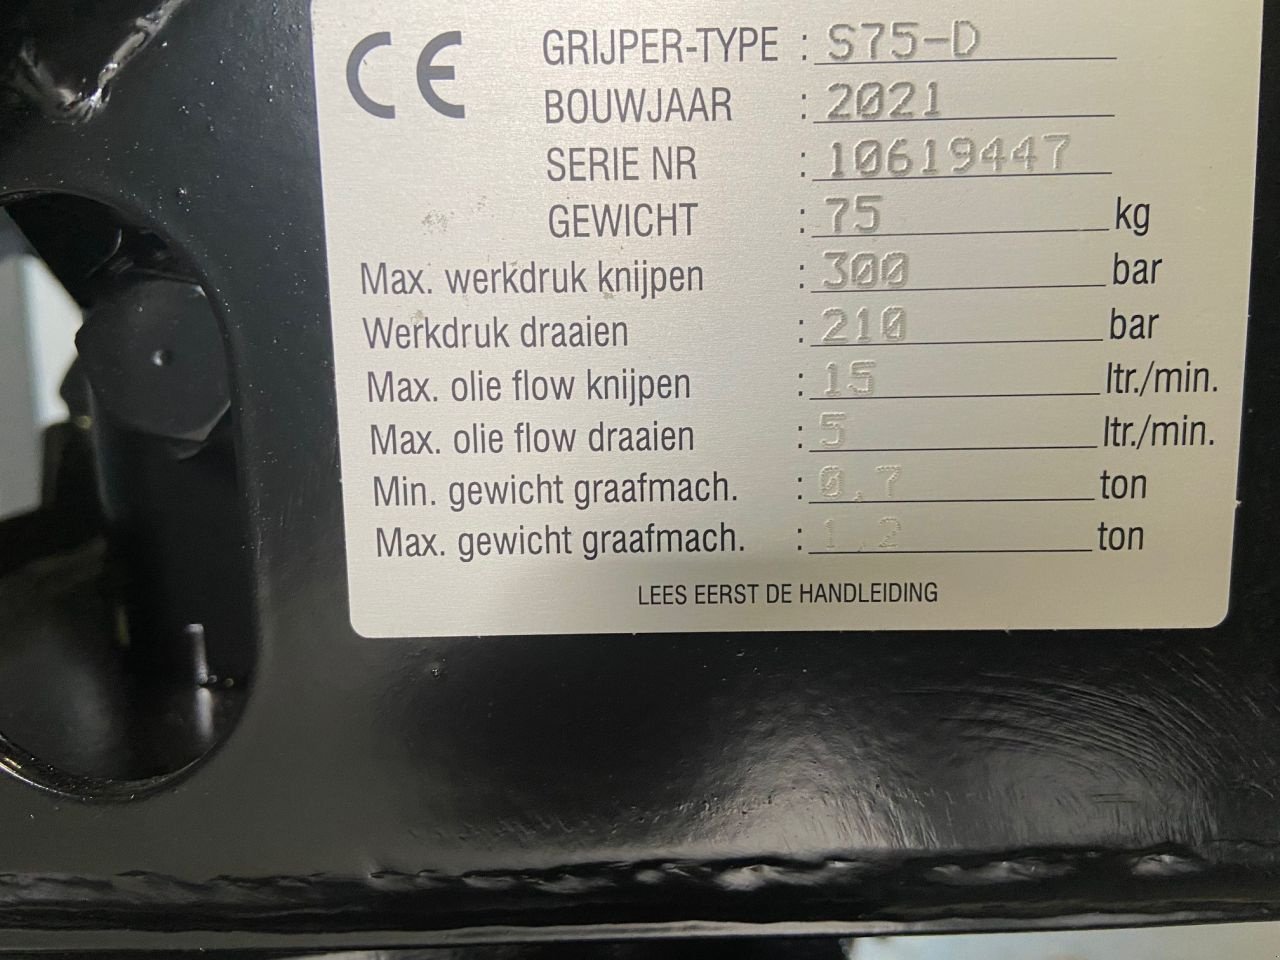 CE
GRIJPER-TYPE : S75-D
BOUWJAAR : 2021
SERIE NR : 10619447
GEWICHT : 75 kg
Max. werkdruk knijpen : 300 bar
Werkdruk draaien : 210 bar
Max. olie flow knijpen : 15 ltr./min.
Max. olie flow draaien : 5 ltr./min.
Min. gewicht graafmach. : 0,7 ton
Max. gewicht graafmach. : 1,2 ton
LEES EERST DE HANDLEIDING